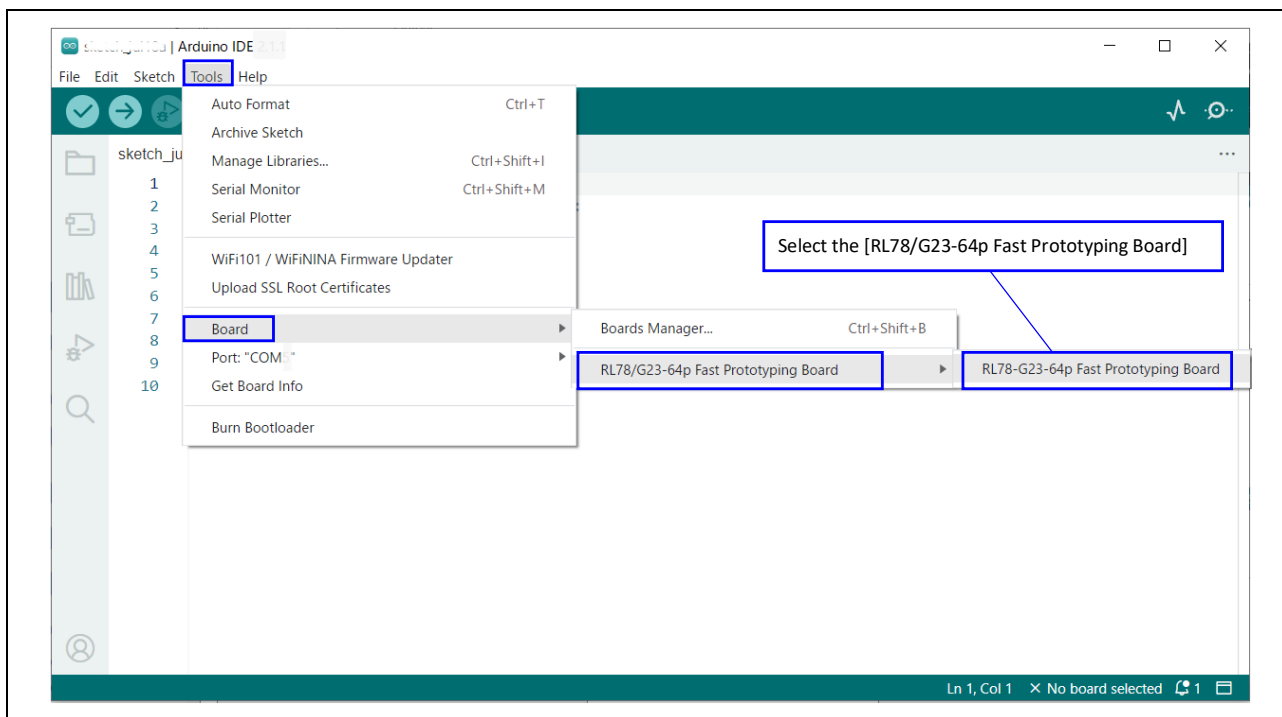 | Arduino IDE 2.1.1
File Edit Sketch Tools Help
Auto Format Ctrl+T
Archive Sketch
Manage Libraries... Ctrl+Shift+I
Serial Monitor Ctrl+Shift+M
Serial Plotter
WiFi101 / WiFiNINA Firmware Updater
Upload SSL Root Certificates
Board
Port: "COM "
Get Board Info
Burn Bootloader
sketch_ju
1
2
3
4
5
6
7
8
9
10
Select the [RL78/G23-64p Fast Prototyping Board]
Boards Manager... Ctrl+Shift+B
RL78/G23-64p Fast Prototyping Board
RL78-G23-64p Fast Prototyping Board
Ln 1, Col 1 × No board selected 1